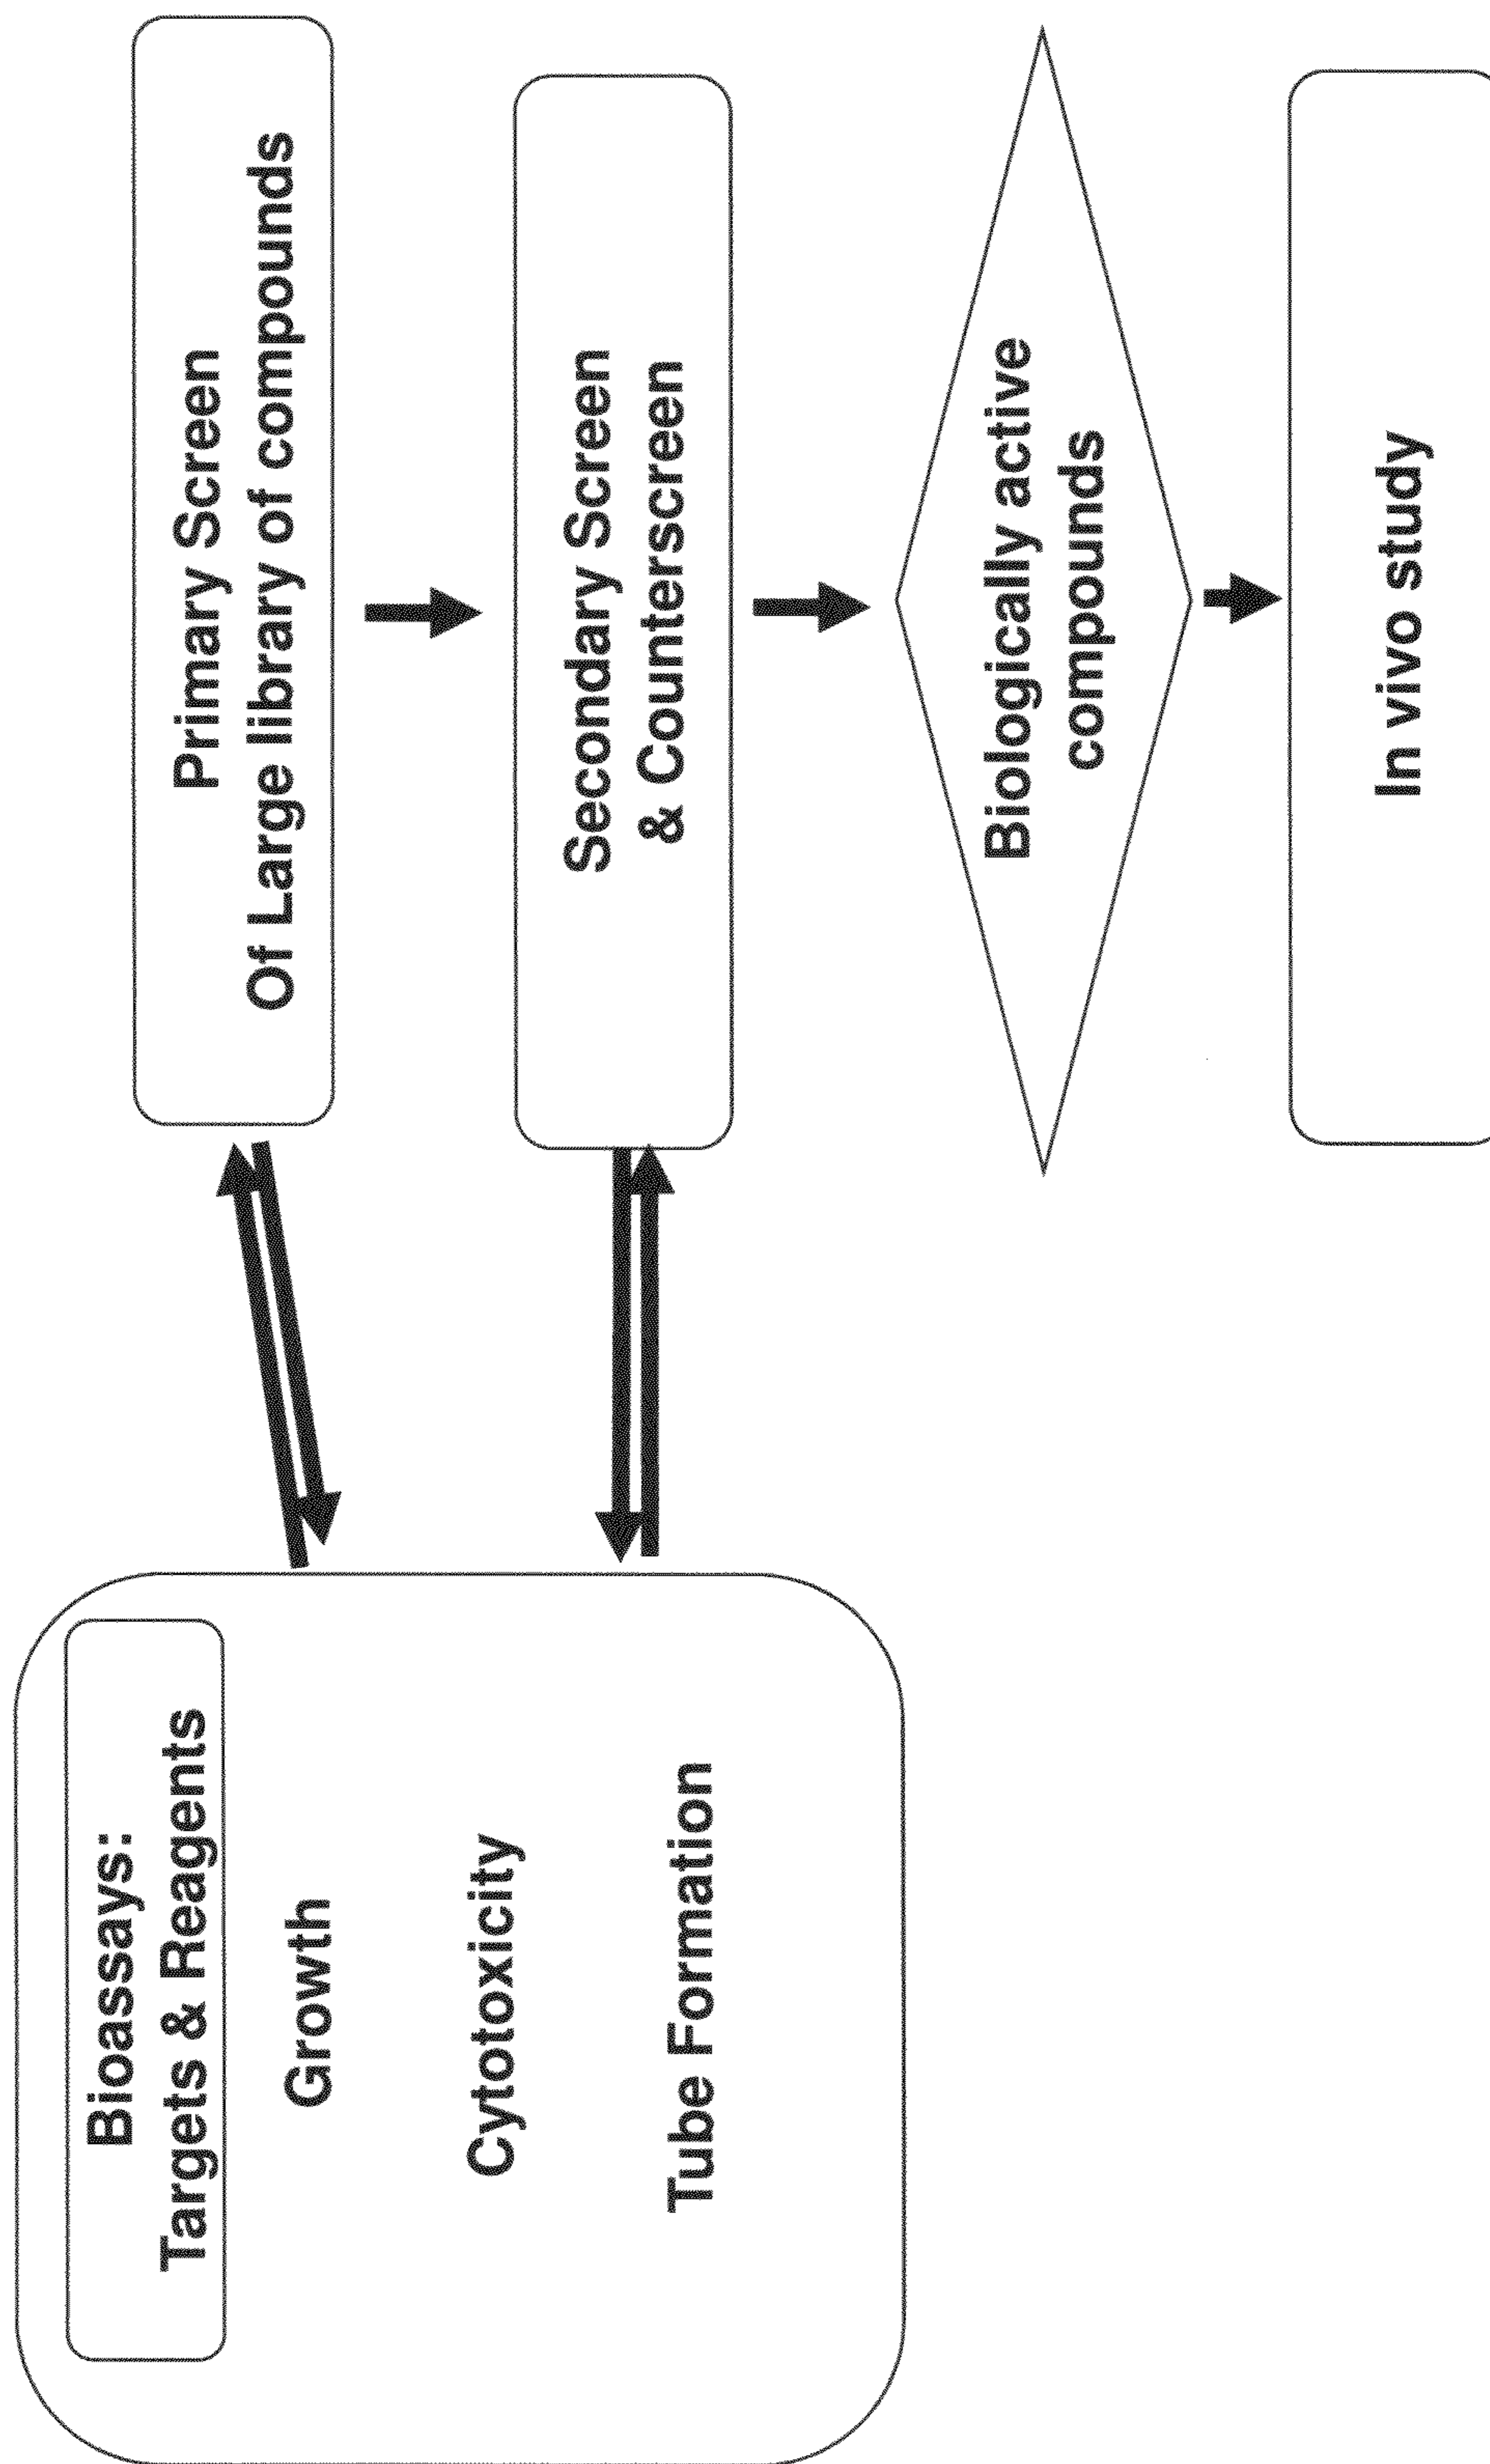 Bioassays:
Targets & Reagents
Growth
Cytotoxicity
Tube Formation
Primary Screen
Of Large library of compounds
Secondary Screen
& Counterscreen
Biologically active
compounds
In vivo study